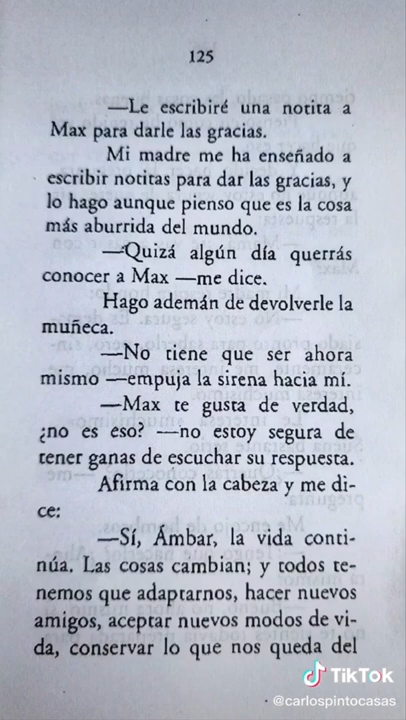 125
—Le escribiré una notita a
Max para darle las gracias.
Mi madre me ha enseñado a
escribir notitas para dar las gracias, y
lo hago aunque pienso que es la cosa
más aburrida del mundo.
—Quizá algún día querrás
conocer a Max —me dice.
Hago ademán de devolverle la
muñeca.
—No tiene que ser ahora
mismo —empuja la sirena hacia mí.
—Max te gusta de verdad,
¿no es eso? —no estoy segura de
tener ganas de escuchar su respuesta.
Afirma con la cabeza y me di-
ce:
—Sí, Ámbar, la vida conti-
núa. Las cosas cambian; y todos te-
nemos que adaptarnos, hacer nuevos
amigos, aceptar nuevos modos de vi-
da, conservar lo que nos queda del
TikTok
@carlospintocasas